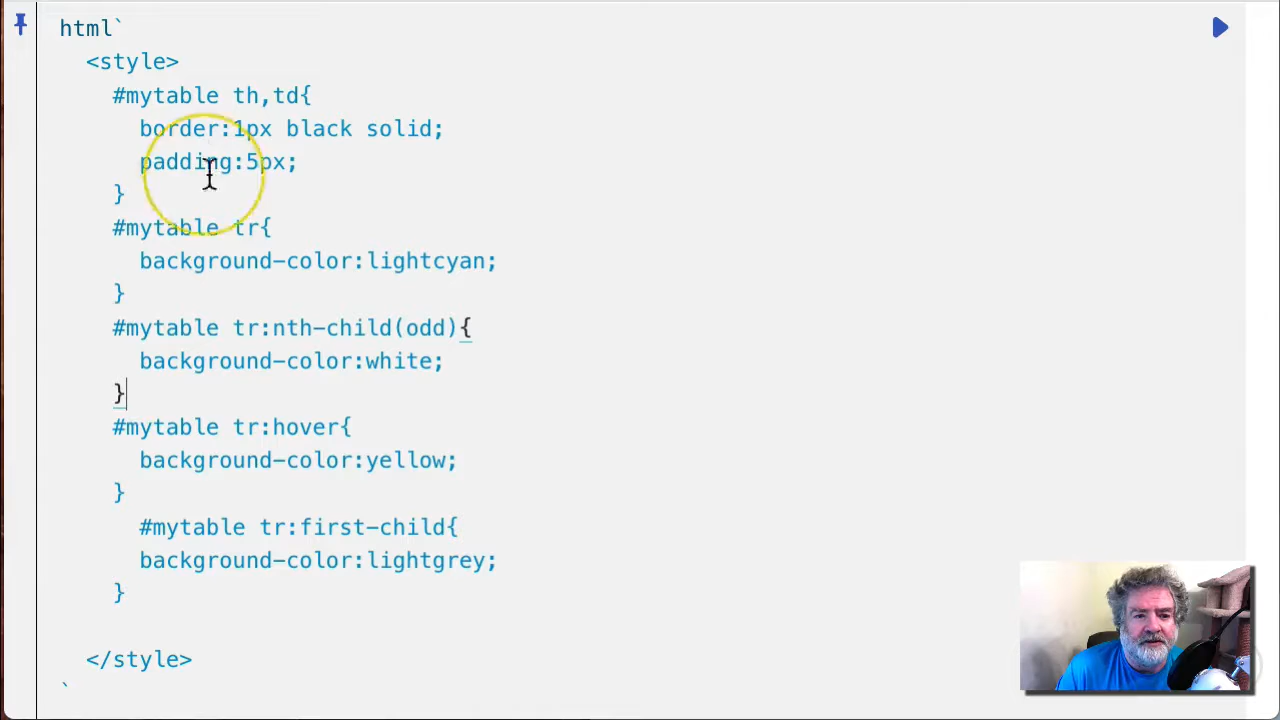 html`
<style>
#mytable th,td{
border:1px black solid;
padding:5px;
}
#mytable tr{
background-color:lightcyan;
}
#mytable tr:nth-child(odd){
background-color:white;
}
#mytable tr:hover{
background-color:yellow;
}
#mytable tr:first-child{
background-color:lightgrey;
}
</style>
`